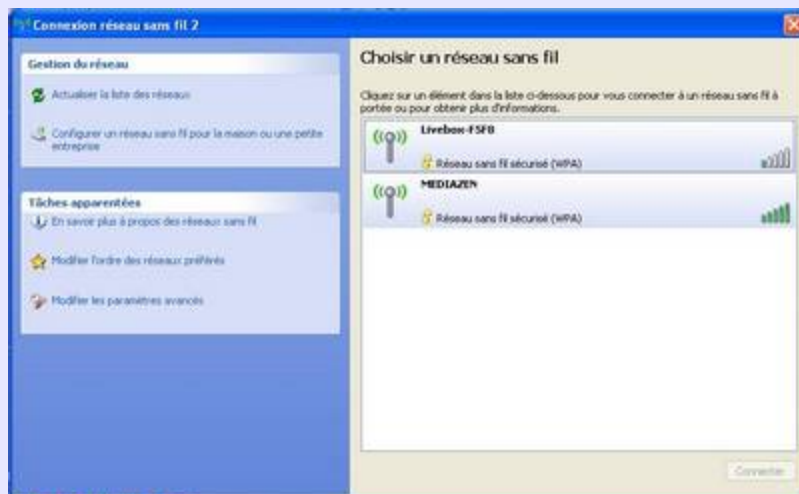 Connexion réseau sans fil 2
Gestion du réseau
Actualiser la liste des réseaux
Configurer un réseau sans fil pour la maison ou une petite
entreprise
Tâches apparentées
En savoir plus à propos des réseaux sans fil
Modifier l'ordre des réseaux préférés
Modifier les paramètres avancés
Choisir un réseau sans fil
Cliquez sur un élément dans la liste ci-dessous pour vous connecter à un réseau sans fil à
portée ou pour obtenir plus d'informations.
Livebox-F5F0
Réseau sans fil sécurisé (WPA)
MEDIAZEN
Réseau sans fil sécurisé (WPA)
Connecter